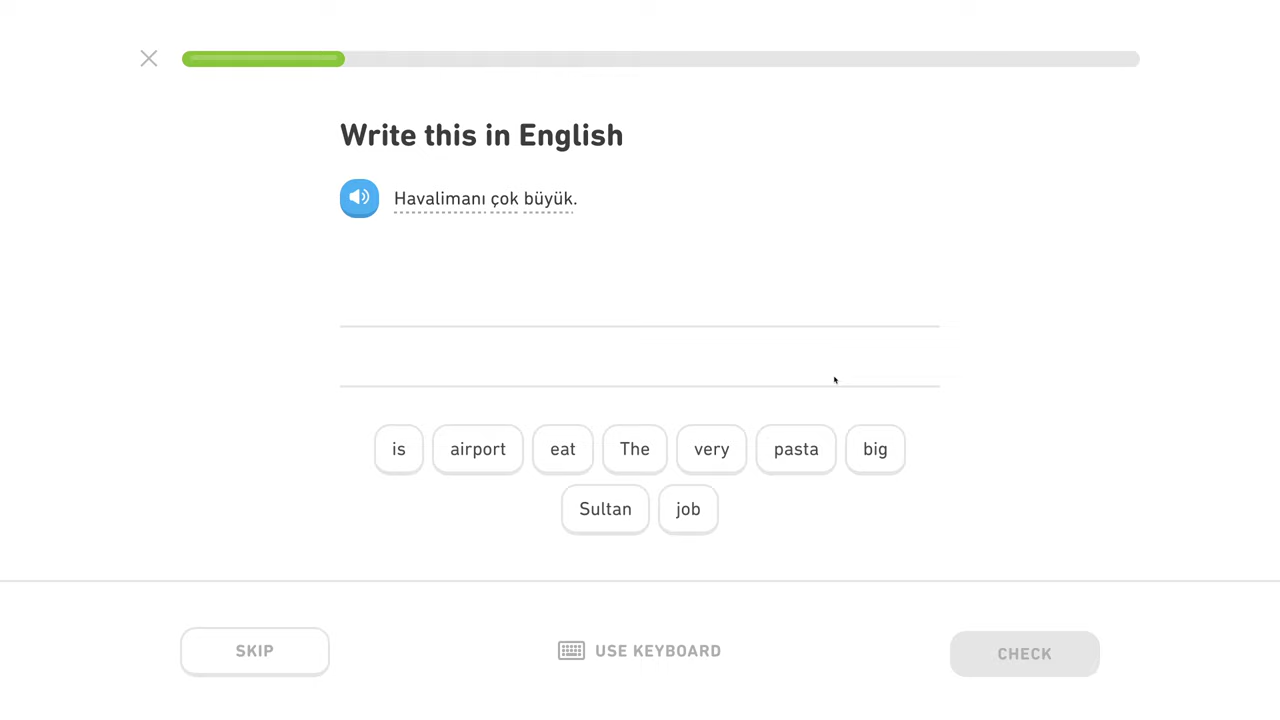 Write this in English
Havalimanı çok büyük.
is airport eat The very pasta big
Sultan job
SKIP USE KEYBOARD CHECK